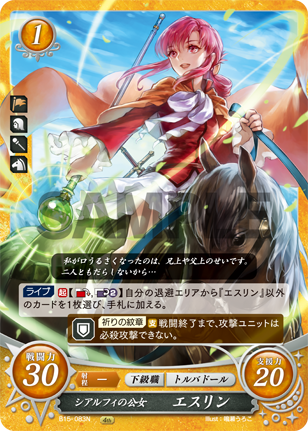 1
SAMPLE
私が口うるさくなったのは、兄上や父上のせいです。
二人ともだらしないから…
ライブ 起 自分の退避エリアから「エスリン」以外
のカードを1枚選び、手札に加える。
祈りの紋章 支 戦闘終了まで、攻撃ユニットは
必殺攻撃できない。
戦闘力
30
射程 一 下級職 トルバドール
支援力
20
シアルフィの公女 エスリン
B15-083N